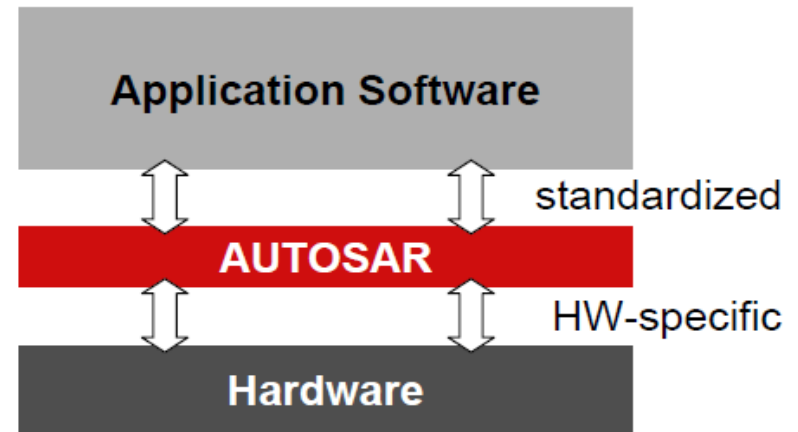 Application Software
standardized
AUTOSAR
HW-specific
Hardware